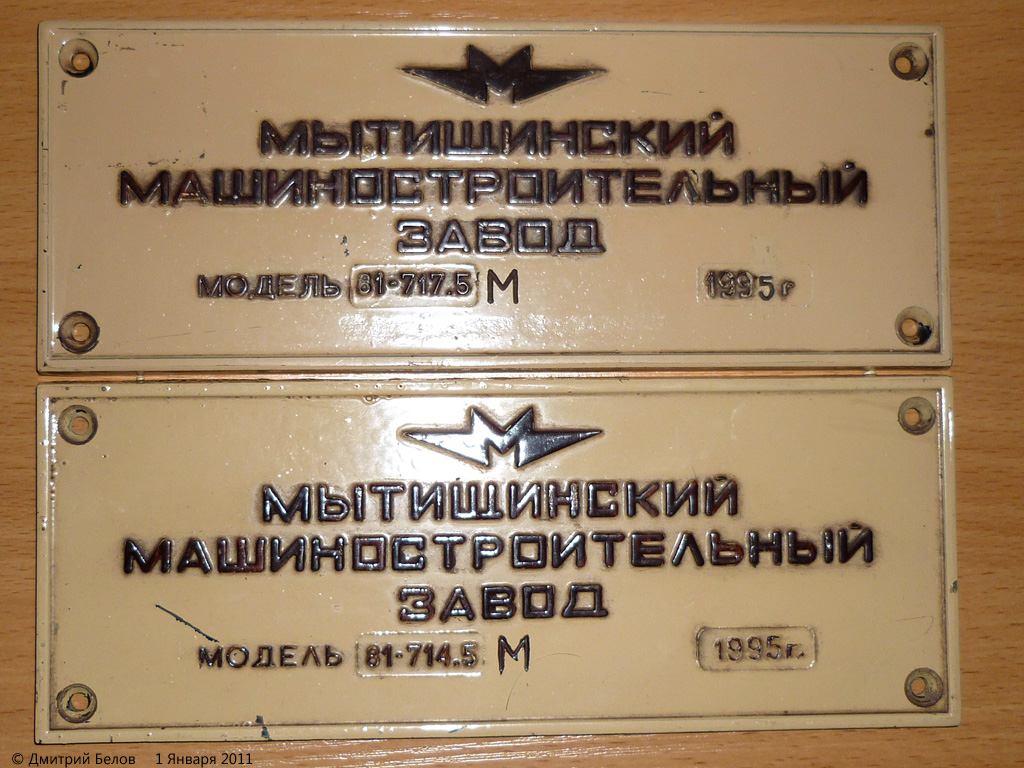 МЫТИЩИНСКИЙ
МАШИНОСТРОИТЕЛЬНЫЙ
ЗАВОД
МОДЕЛЬ 81-717.5 М 1995 г
МЫТИЩИНСКИЙ
МАШИНОСТРОИТЕЛЬНЫЙ
ЗАВОД
МОДЕЛЬ 81-714.5 М 1995 г.
© Дмитрий Белов 1 Января 2011